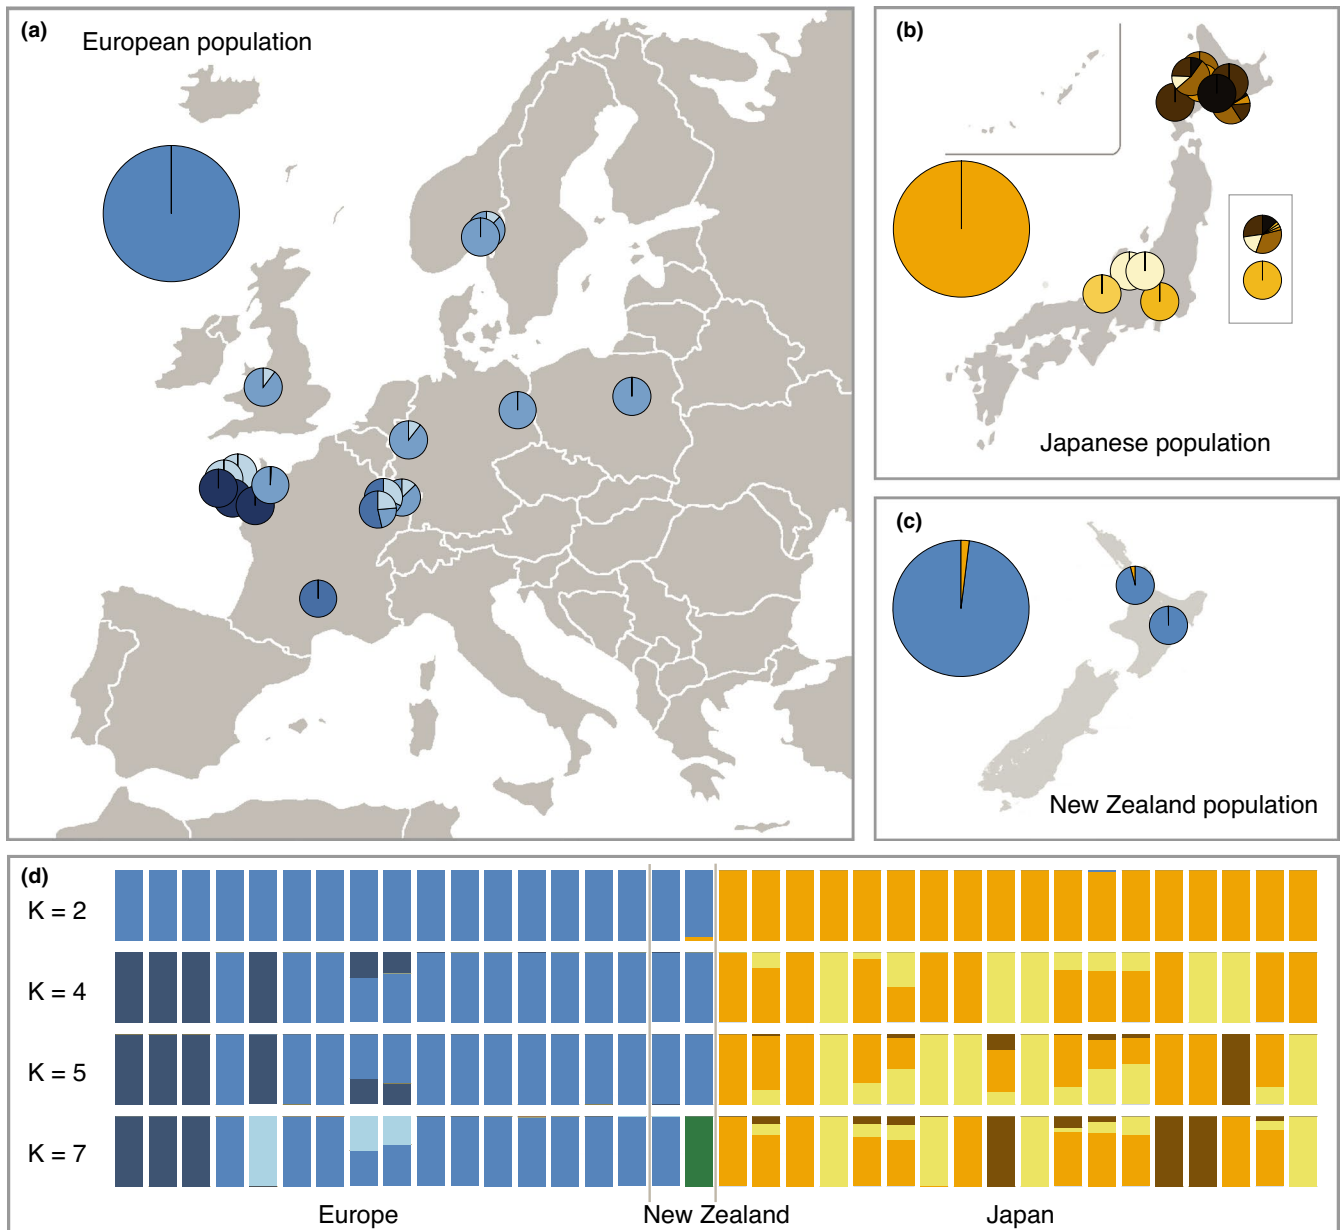 (a)
European population
(b)
Japanese population
(c)
New Zealand population
(d)
K = 2
K = 4
K = 5
K = 7
Europe
New Zealand
Japan